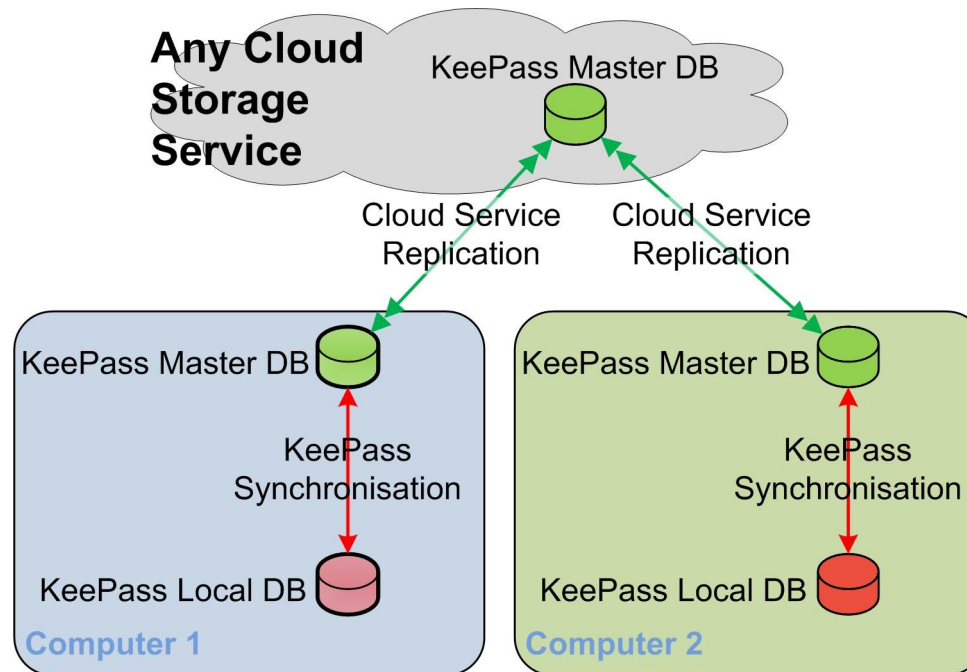 Any Cloud
Storage
Service
KeePass Master DB
Cloud Service
Replication
Cloud Service
Replication
KeePass Master DB
KeePass
Synchronisation
KeePass Local DB
Computer 1
KeePass Master DB
KeePass
Synchronisation
KeePass Local DB
Computer 2